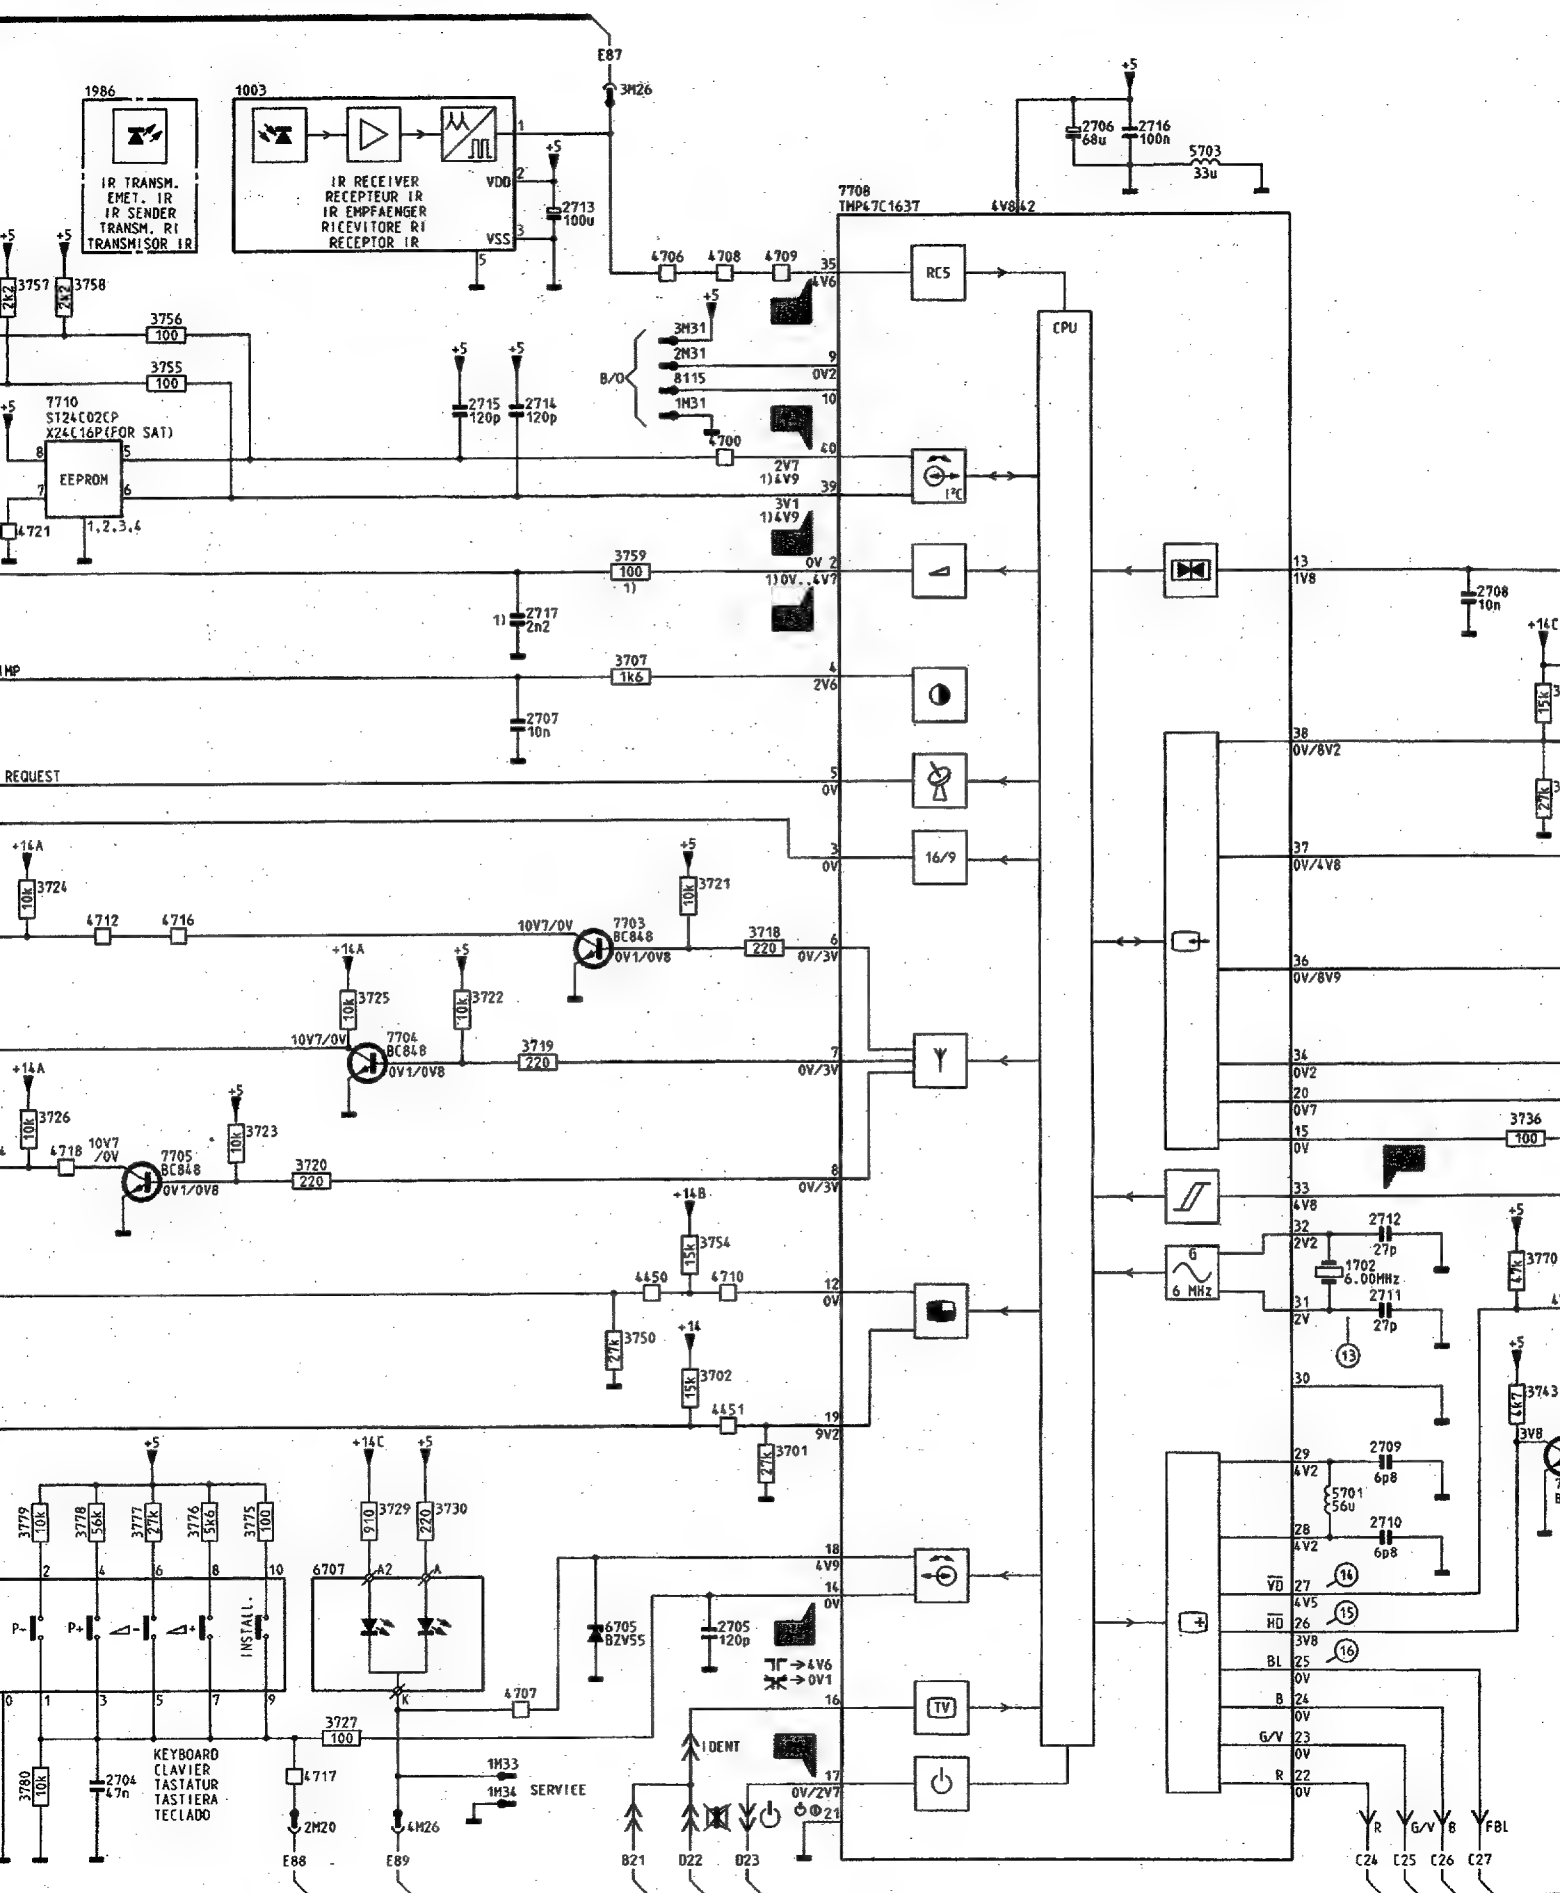 E87
3M26
1986
IR TRANSM.
EMET. IR
IR SENDER
TRANSM. RI
TRANSMISOR IR
1003
1
IR RECEIVER
RECEPTEUR IR
IR EMPFAENGER
RICEVITORE RI
RECEPTOR IR
VDD
2
VSS
3
5
+5
2713
100u
+5
2706
68u
2716
100n
5703
33u
7708
TMP47C1637
4V8
42
4706
4708
4709
35
4V6
RC5
CPU
+5
3757
2k2
+5
3758
2k2
3756
100
3755
100
+5
7710
ST24C02CP
X24C16P(FOR SAT)
8
5
EEPROM
7
6
4721
1,2,3,4
+5
2715
120p
+5
2714
120p
B/O
+5
3M31
2M31
8115
1M31
9
0V2
10
4700
40
2V7
1)4V9
39
3V1
1)4V9
I²C
3759
100
1)
0V
2
1)0V..4V7
1)
2717
2n2
3707
1k6
4
2V6
IMP
2707
10n
REQUEST
5
0V
3
0V
16/9
13
1V8
2708
10n
+14C
15k
27k
38
0V/8V2
37
0V/4V8
36
0V/8V9
34
0V2
20
0V7
15
0V
3736
100
33
4V8
+14A
3724
10k
4712
4716
10V7/0V
7703
BC848
0V1/0V8
+5
3721
10k
3718
220
6
0V/3V
+14A
3725
10k
10V7/0V
7704
BC848
0V1/0V8
+5
3722
10k
3719
220
7
0V/3V
+14A
3726
10k
4718
10V7
/0V
7705
BC848
0V1/0V8
+5
3723
10k
3720
220
8
0V/3V
+14B
3754
15k
4450
4710
12
0V
3750
27k
+14
3702
15k
4451
19
9V2
3701
27k
G
6 MHz
32
2V2
2712
27p
1702
6.00MHz
31
2V
2711
27p
13
+5
3770
47k
30
+5
3743
4k7
3V8
29
4V2
2709
6p8
5701
56u
28
4V2
2710
6p8
VD
27
4V5
14
HD
26
3V8
15
BL
25
0V
16
B
24
0V
G/V
23
0V
R
22
0V
R
G/V
B
FBL
C24
C25
C26
C27
+5
3779
10k
3778
56k
3777
27k
3776
5k6
3775
100
2
4
6
8
10
P-
P+
-
+
INSTALL.
0
1
3
5
7
9
3780
10k
2704
47n
KEYBOARD
CLAVIER
TASTATUR
TASTIERA
TECLADO
+14C
+5
3729
910
3730
220
6707
A2
A
K
4707
3727
100
4717
2M20
E88
4M26
E89
1M33
1M34
SERVICE
6705
BZV55
2705
120p
18
4V9
14
0V
4V6
0V1
16
TV
IDENT
17
0V/2V7
21
B21
D22
D23